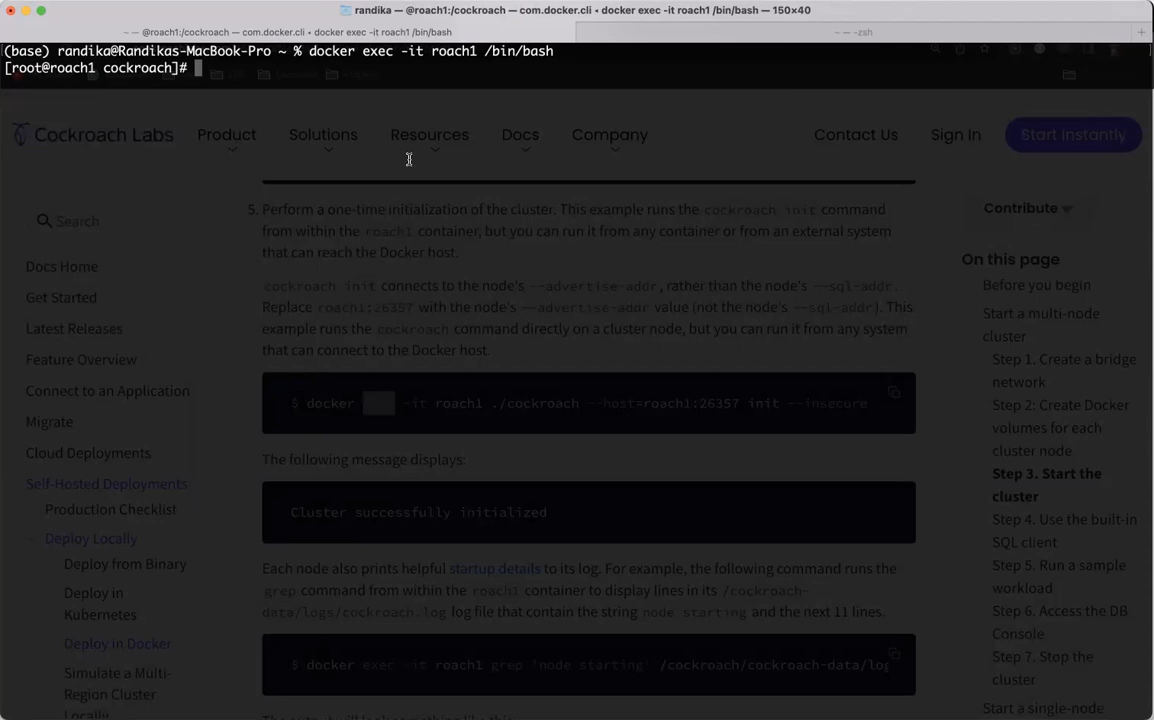 randika — @roach1:/cockroach — com.docker.cli • docker exec -it roach1 /bin/bash — 150×40
~ — @roach1:/cockroach — com.docker.cli • docker exec -it roach1 /bin/bash
~ — -zsh
(base) randika@Randikas-MacBook-Pro ~ % docker exec -it roach1 /bin/bash
[root@roach1 cockroach]#
Cockroach Labs
Product
Solutions
Resources
Docs
Company
Contact Us
Sign In
Start Instantly
Search
Docs Home
Get Started
Latest Releases
Feature Overview
Connect to an Application
Migrate
Cloud Deployments
Self-Hosted Deployments
Production Checklist
Deploy Locally
Deploy from Binary
Deploy in
Kubernetes
Deploy in Docker
Simulate a Multi-
Region Cluster
Locally
5. Perform a one-time initialization of the cluster. This example runs the cockroach init command
from within the roach1 container, but you can run it from any container or from an external system
that can reach the Docker host.
cockroach init connects to the node's --advertise-addr, rather than the node's --sql-addr.
Replace roach1:26357 with the node's --advertise-addr value (not the node's --sql-addr). This
example runs the cockroach command directly on a cluster node, but you can run it from any system
that can connect to the Docker host.
$ docker -it roach1 ./cockroach --host=roach1:26357 init --insecure
The following message displays:
Cluster successfully initialized
Each node also prints helpful startup details to its log. For example, the following command runs the
grep command from within the roach1 container to display lines in its /cockroach-
data/logs/cockroach.log log file that contain the string node starting and the next 11 lines.
$ docker exec -it roach1 grep 'node starting' /cockroach/cockroach-data/log
The output will look something like this:
Contribute
On this page
Before you begin
Start a multi-node
cluster
Step 1. Create a bridge
network
Step 2: Create Docker
volumes for each
cluster node
Step 3. Start the
cluster
Step 4. Use the built-in
SQL client
Step 5. Run a sample
workload
Step 6. Access the DB
Console
Step 7. Stop the
cluster
Start a single-node